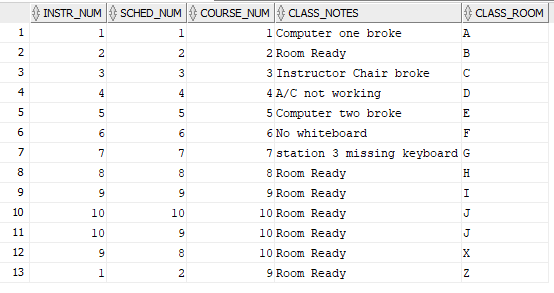 INSTR_NUM SCHED_NUM COURSE_NUM CLASS_NOTES CLASS_ROOM
1 1 1 1 Computer one broke A
2 2 2 2 Room Ready B
3 3 3 3 Instructor Chair broke C
4 4 4 4 A/C not working D
5 5 5 5 Computer two broke E
6 6 6 6 No whiteboard F
7 7 7 7 station 3 missing keyboard G
8 8 8 8 Room Ready H
9 9 9 9 Room Ready I
10 10 10 10 Room Ready J
11 10 9 10 Room Ready J
12 9 8 10 Room Ready X
13 1 2 9 Room Ready Z